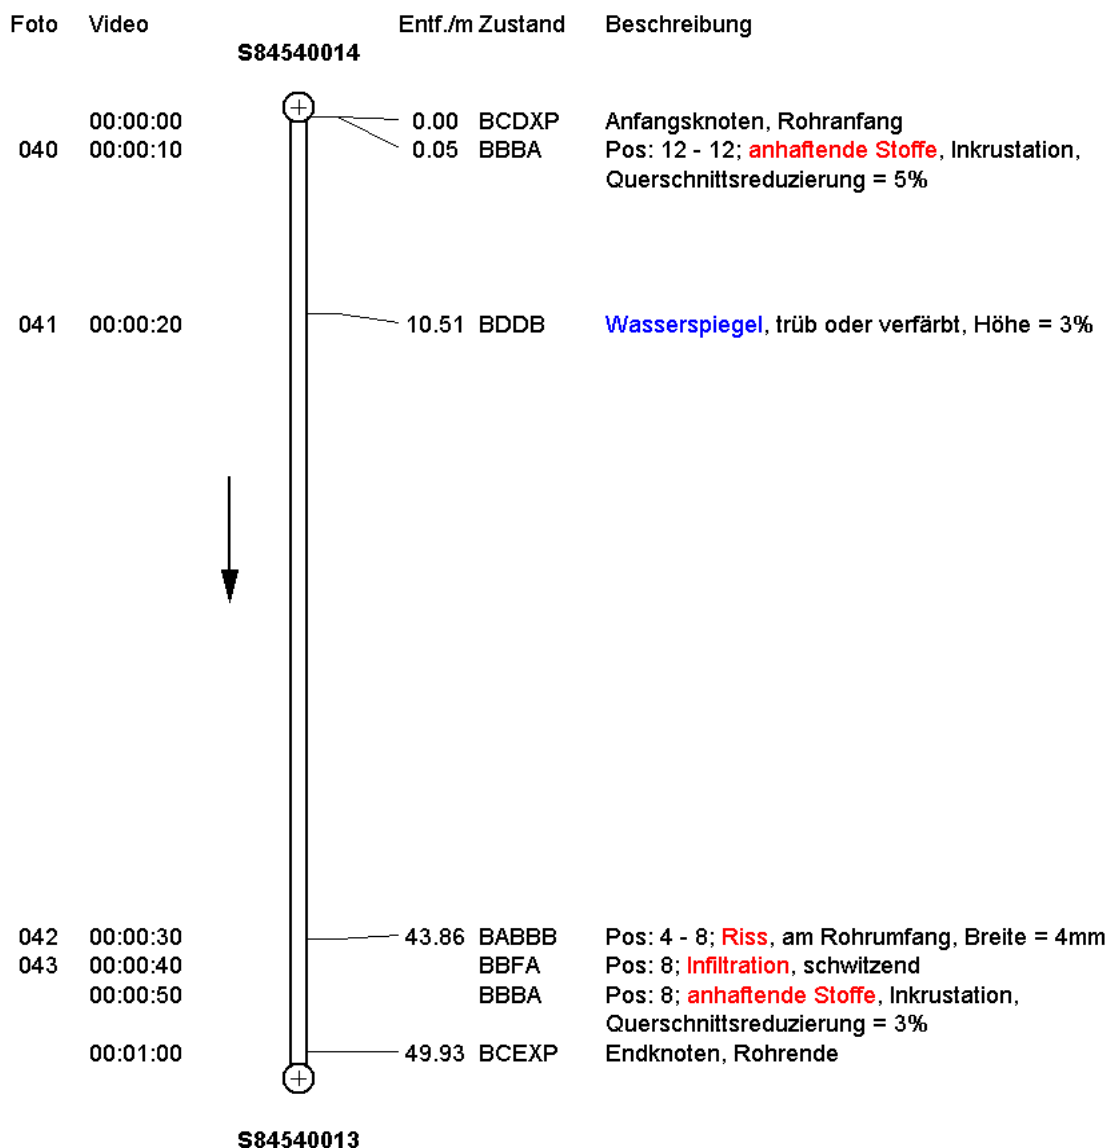 Foto Video Entf./m Zustand Beschreibung
S84540014
00:00:00 0.00 BCDXP Anfangsknoten, Rohranfang
040 00:00:10 0.05 BBBA Pos: 12 - 12; anhaftende Stoffe, Inkrustation,
Querschnittsreduzierung = 5%
041 00:00:20 10.51 BDDB Wasserspiegel, trüb oder verfärbt, Höhe = 3%
042 00:00:30 43.86 BABBB Pos: 4 - 8; Riss, am Rohrumfang, Breite = 4mm
043 00:00:40 BBFA Pos: 8; Infiltration, schwitzend
00:00:50 BBBA Pos: 8; anhaftende Stoffe, Inkrustation,
Querschnittsreduzierung = 3%
00:01:00 49.93 BCEXP Endknoten, Rohrende
S84540013